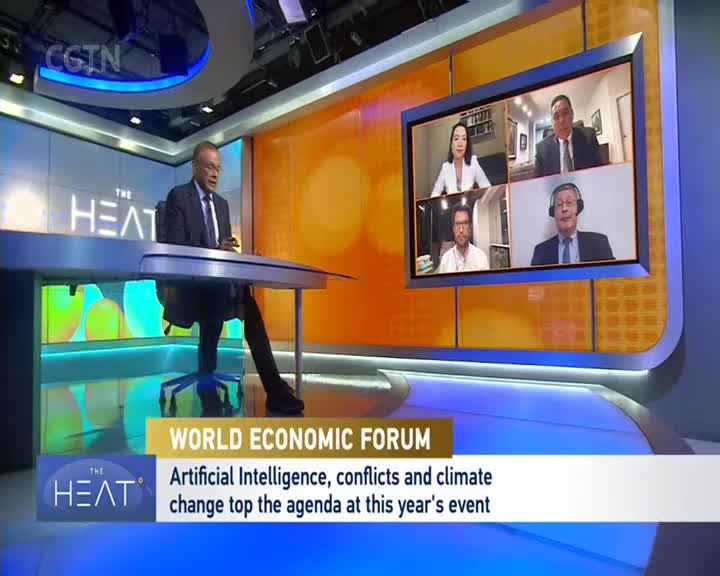 CGTN
THE
HEAT
WORLD ECONOMIC FORUM
Artificial Intelligence, conflicts and climate
change top the agenda at this year's event
THE
HEAT